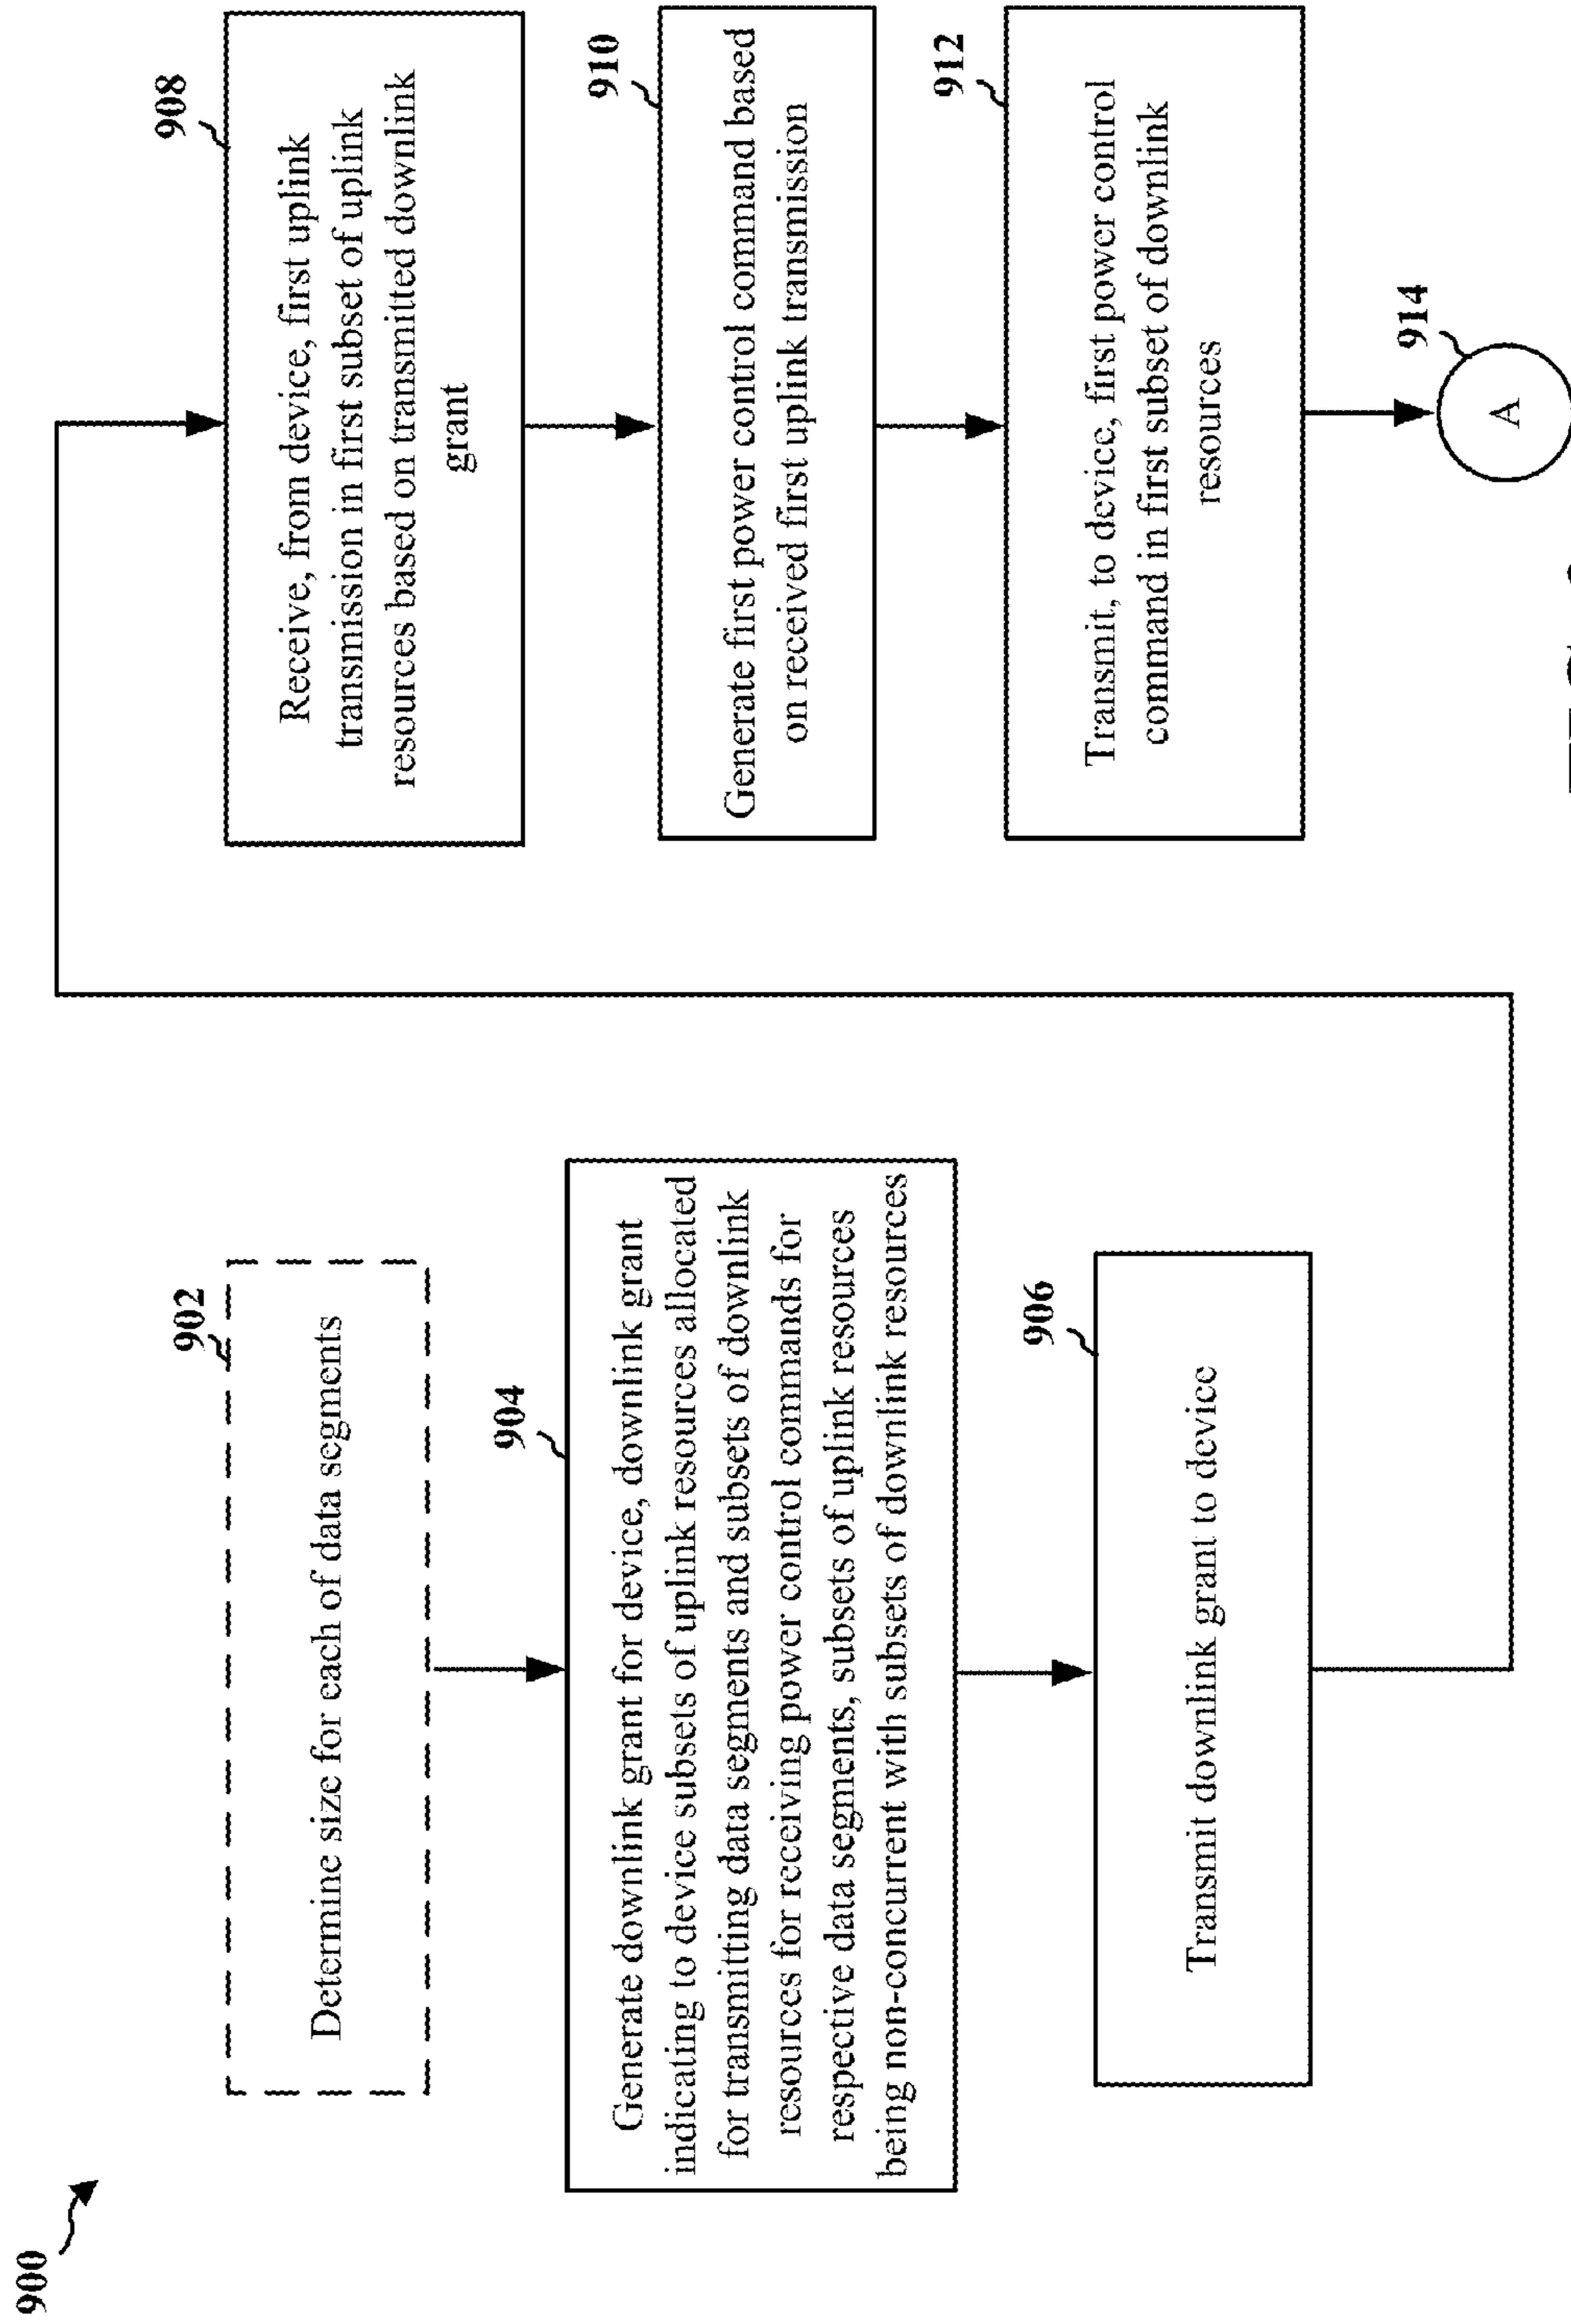 900
902
Determine size for each of data segments
904
Generate downlink grant for device, downlink grant
indicating to device subsets of uplink resources allocated
for transmitting data segments and subsets of downlink
resources for receiving power control commands for
respective data segments, subsets of uplink resources
being non-concurrent with subsets of downlink resources
906
Transmit downlink grant to device
908
Receive, from device, first uplink
transmission in first subset of uplink
resources based on transmitted downlink
grant
910
Generate first power control command based
on received first uplink transmission
912
Transmit, to device, first power control
command in first subset of downlink
resources
914
A